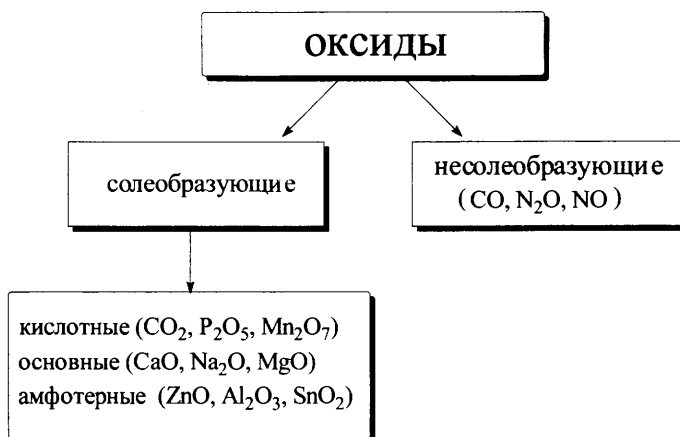 ОКСИДЫ
солеобразующие
несолеобразующие
(CO, N₂O, NO)
кислотные (CO₂, P₂O₅, Mn₂O₇)
основные (CaO, Na₂O, MgO)
амфотерные (ZnO, Al₂O₃, SnO₂)